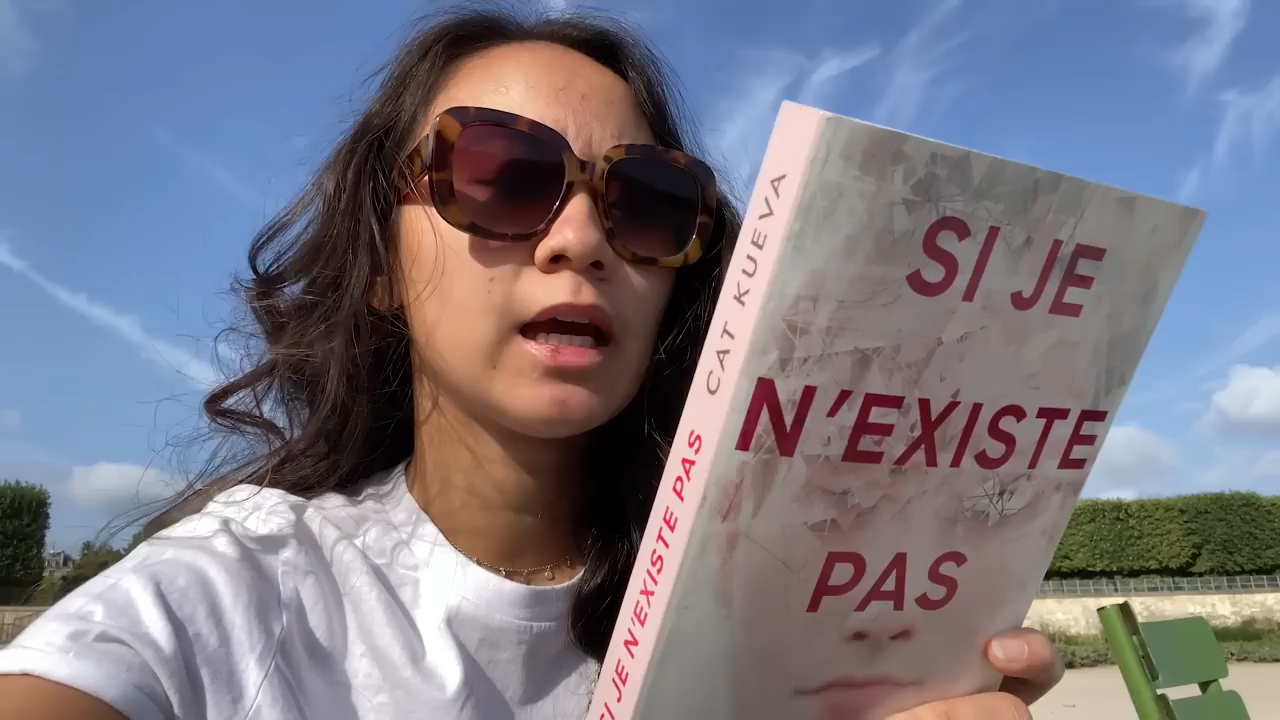 SI JE
N'EXISTE
PAS
CAT KUEVA
SI JE N'EXISTE PAS